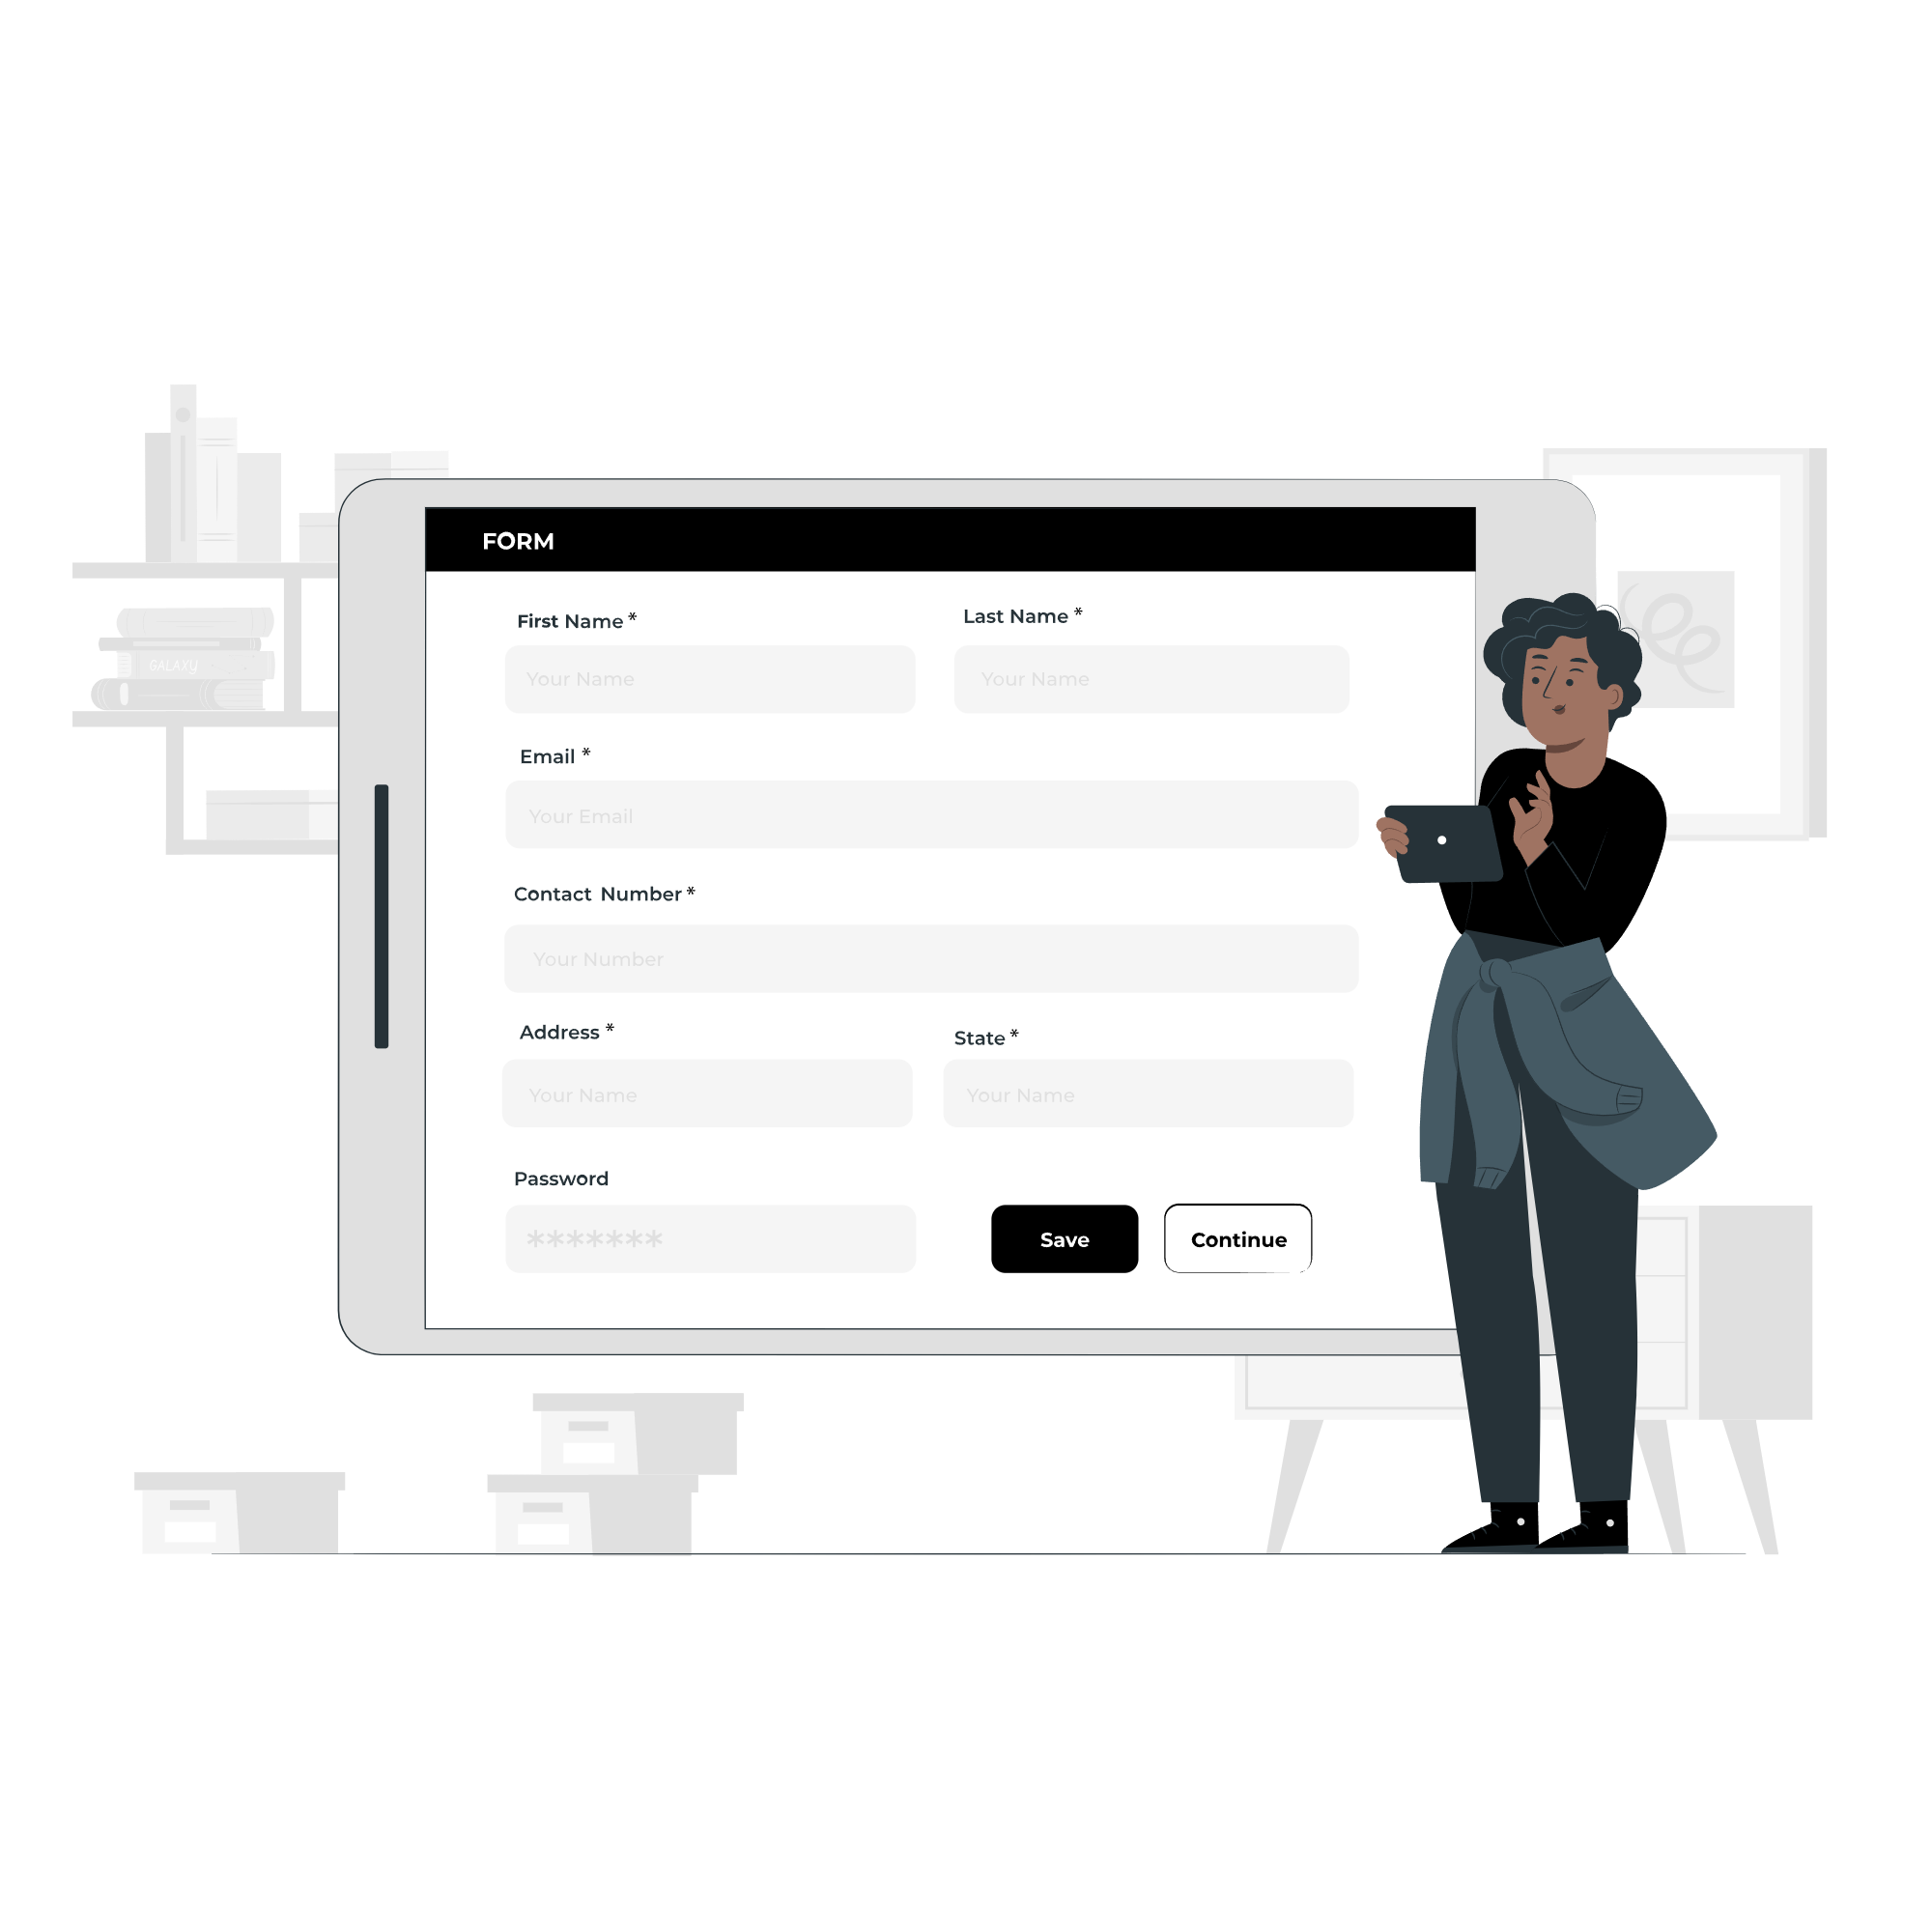 FORM
First Name * Last Name *
Your Name Your Name
Email *
Your Email
Contact Number *
Your Number
Address * State *
Your Name Your Name
Password
*******
Save Continue
GALAXY